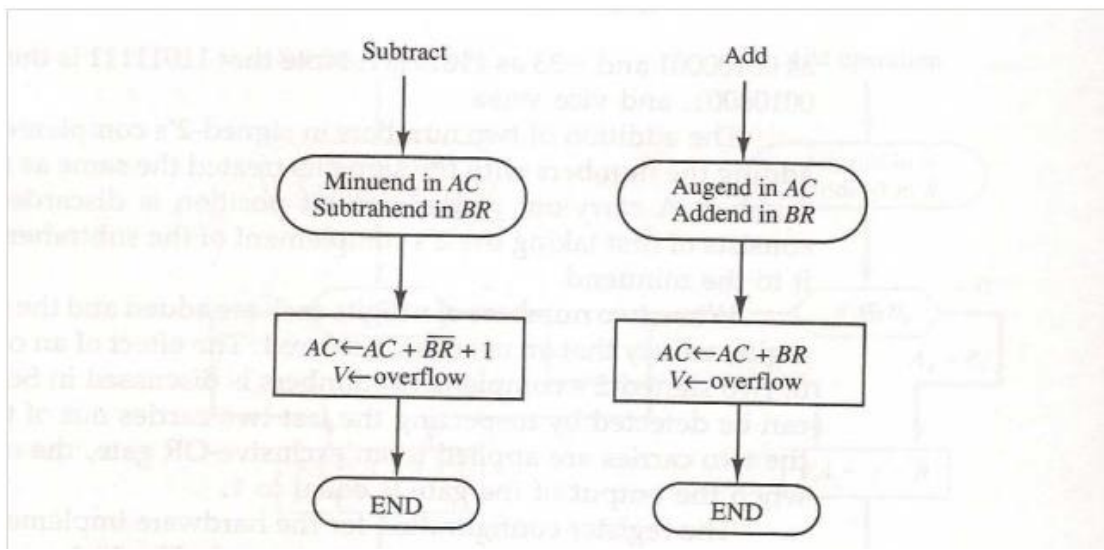 Subtract
Minuend in AC
Subtrahend in BR
AC←AC + B̅R̅ + 1
V←overflow
END
Add
Augend in AC
Addend in BR
AC←AC + BR
V←overflow
END